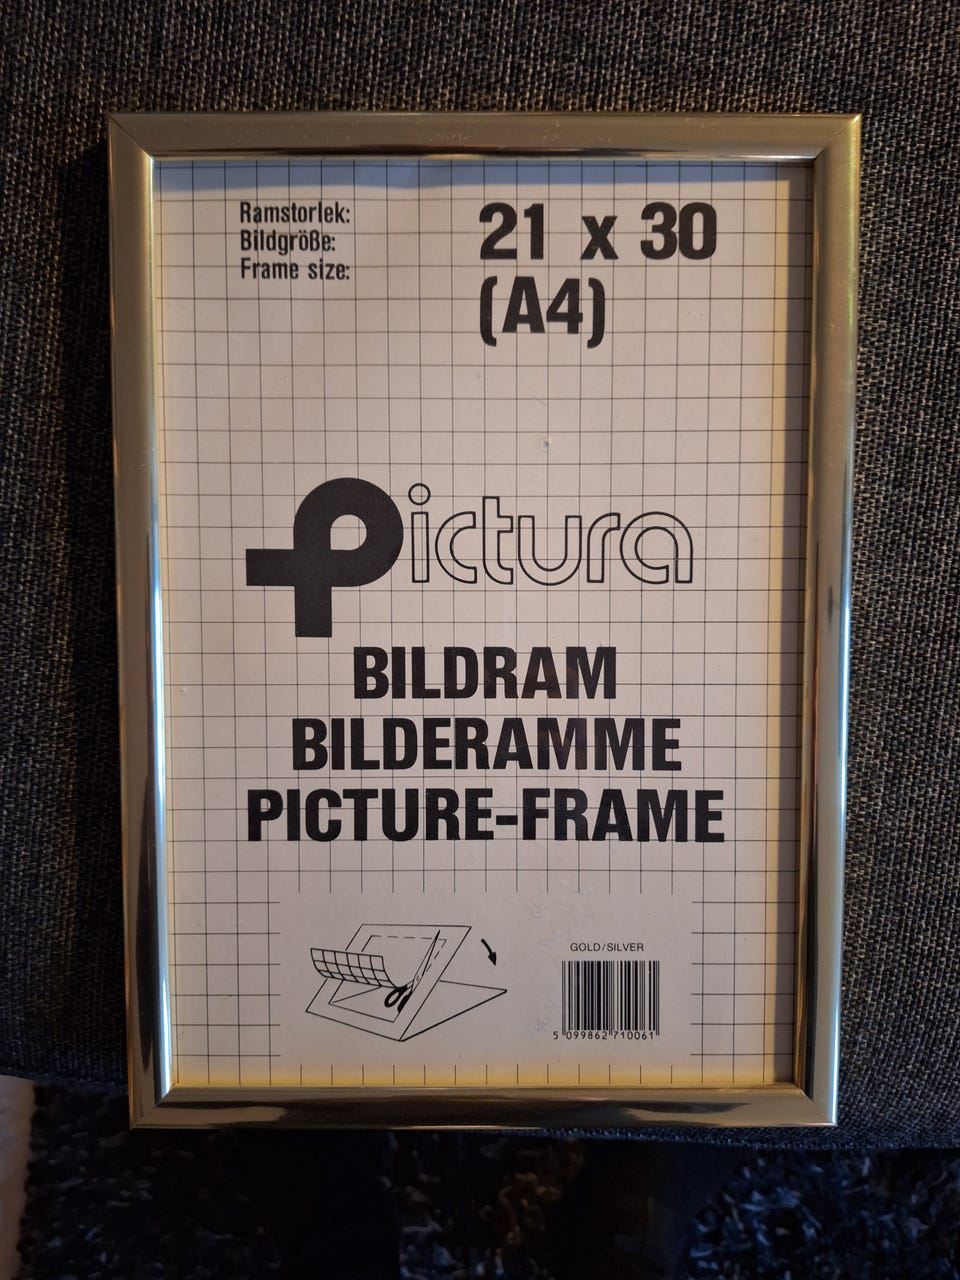 Ramstorlek:
Bildgröße:
Frame size:
21 x 30
(A4)
Pictura
BILDRAM
BILDERAMME
PICTURE-FRAME
GOLD/SILVER
5 099862 710061